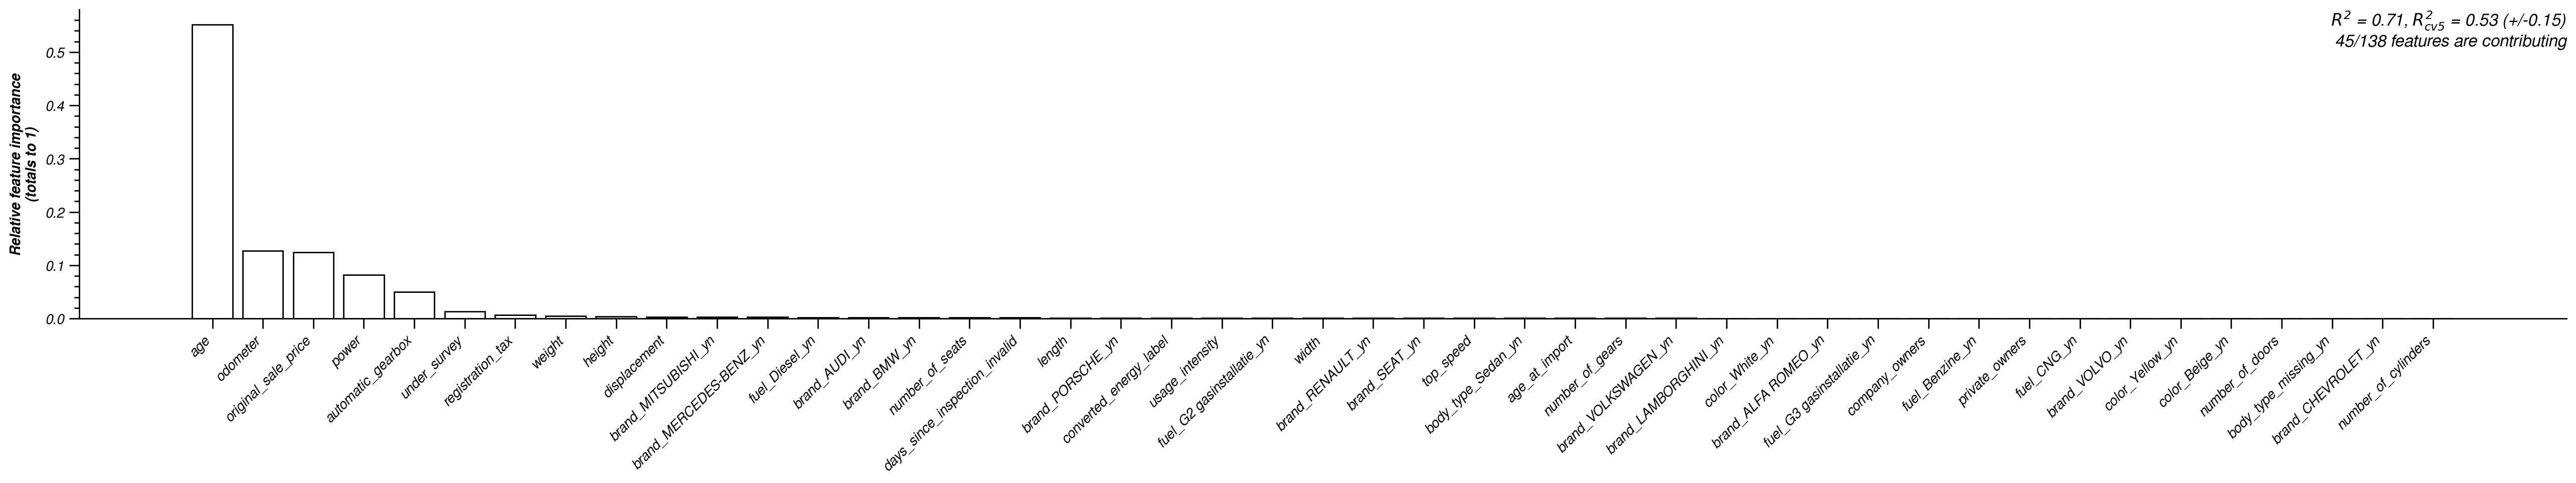 R² = 0.71, R²cv5 = 0.53 (+/-0.15)
45/138 features are contributing
Relative feature importance
(totals to 1)
0.5
0.4
0.3
0.2
0.1
0.0
age
odometer
original_sale_price
power
automatic_gearbox
under_survey
registration_tax
weight
height
displacement
brand_MITSUBISHI_yn
brand_MERCEDES-BENZ_yn
fuel_Diesel_yn
brand_AUDI_yn
brand_BMW_yn
number_of_seats
days_since_inspection_invalid
length
brand_PORSCHE_yn
converted_energy_label
usage_intensity
fuel_G2 gasinstallatie_yn
width
brand_RENAULT_yn
brand_SEAT_yn
top_speed
body_type_Sedan_yn
age_at_import
number_of_gears
brand_VOLKSWAGEN_yn
brand_LAMBORGHINI_yn
color_White_yn
brand_ALFA ROMEO_yn
fuel_G3 gasinstallatie_yn
company_owners
fuel_Benzine_yn
private_owners
fuel_CNG_yn
brand_VOLVO_yn
color_Yellow_yn
color_Beige_yn
number_of_doors
body_type_missing_yn
brand_CHEVROLET_yn
number_of_cylinders